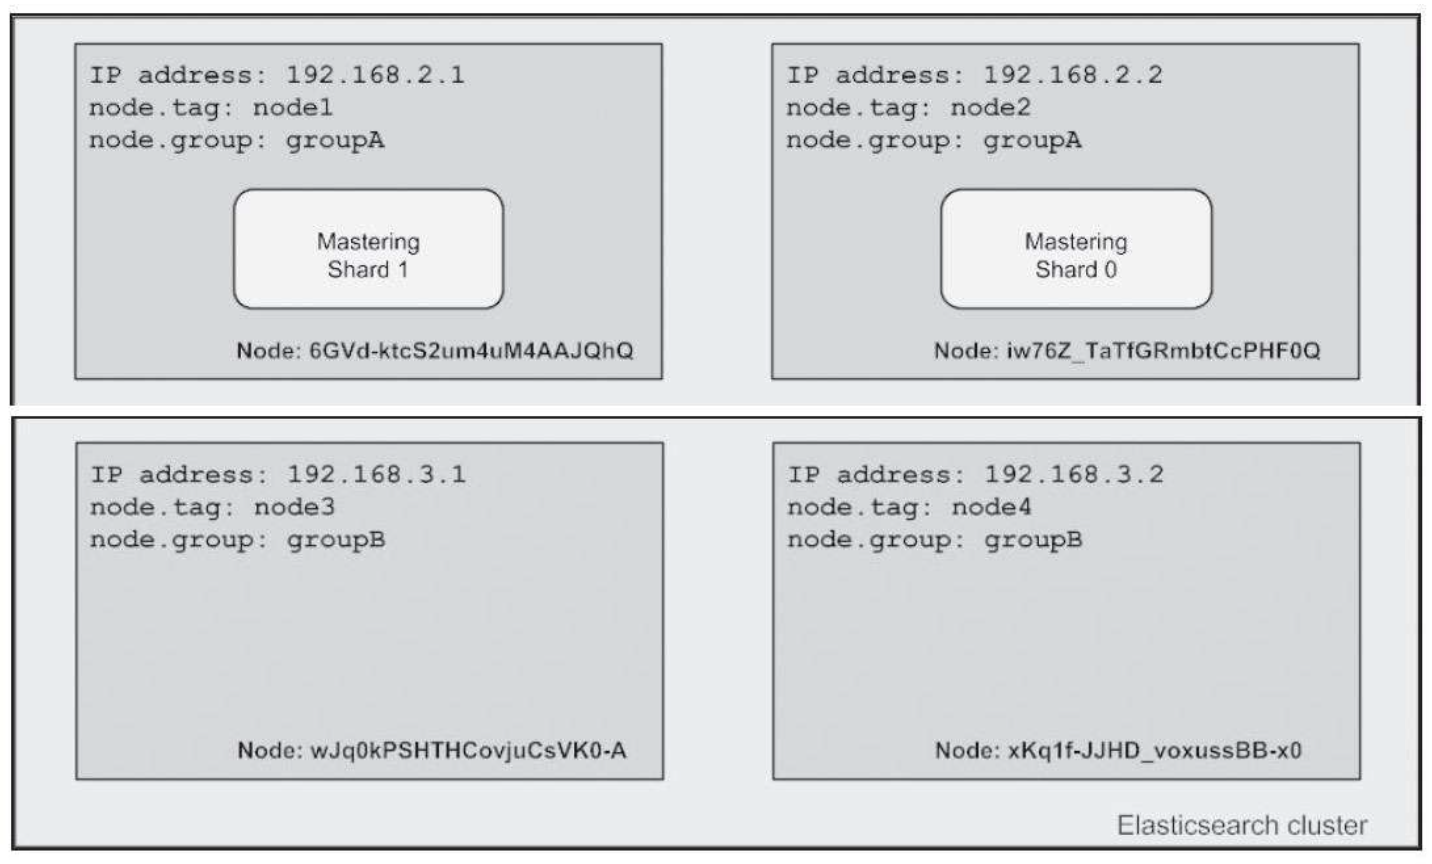 IP address: 192.168.2.1
node.tag: node1
node.group: groupA
Mastering
Shard 1
Node: 6GVd-ktcS2um4uM4AAJQhQ
IP address: 192.168.2.2
node.tag: node2
node.group: groupA
Mastering
Shard 0
Node: iw76Z_TaTfGRmbtCcPHF0Q
IP address: 192.168.3.1
node.tag: node3
node.group: groupB
Node: wJq0kPSHTHCovjuCsVK0-A
IP address: 192.168.3.2
node.tag: node4
node.group: groupB
Node: xKq1f-JJHD_voxussBB-x0
Elasticsearch cluster